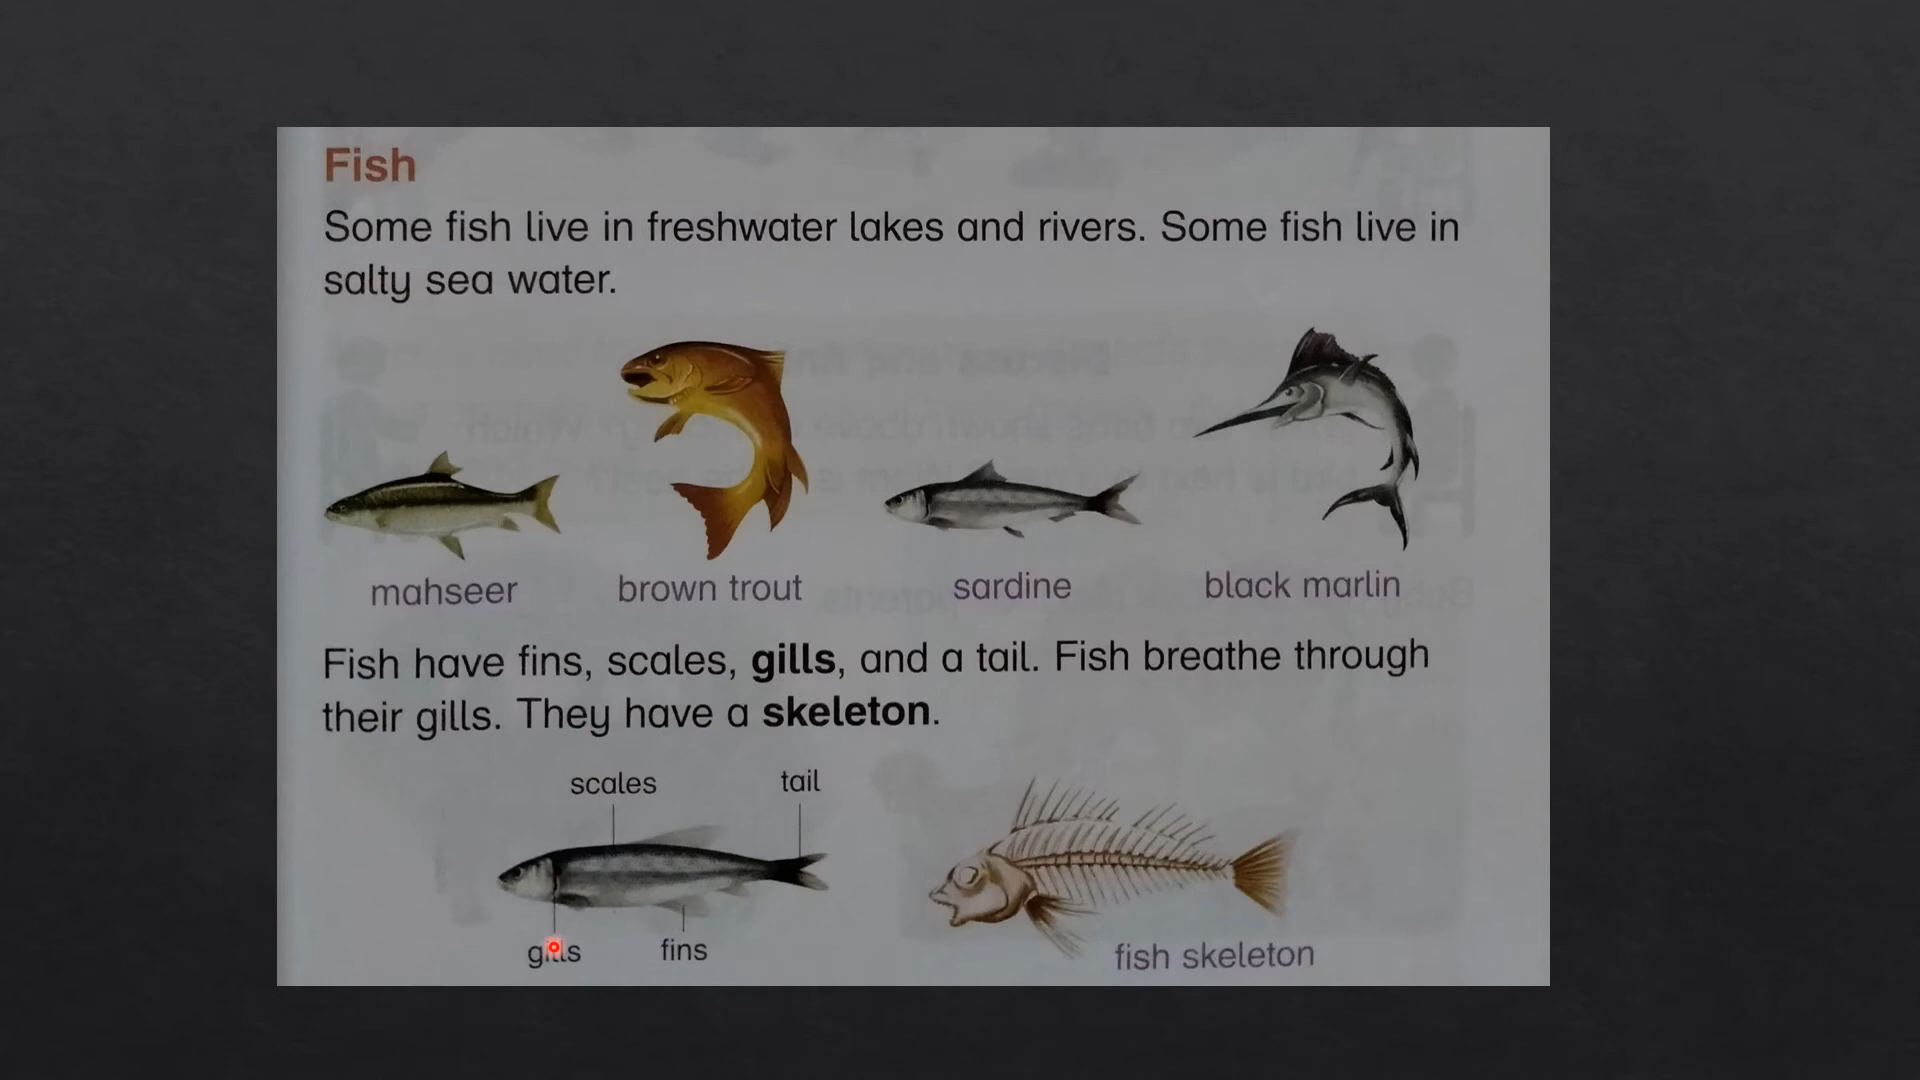 Fish
Some fish live in freshwater lakes and rivers. Some fish live in
salty sea water.
mahseer brown trout sardine black marlin
Fish have fins, scales, gills, and a tail. Fish breathe through
their gills. They have a skeleton.
scales tail
gills fins
fish skeleton